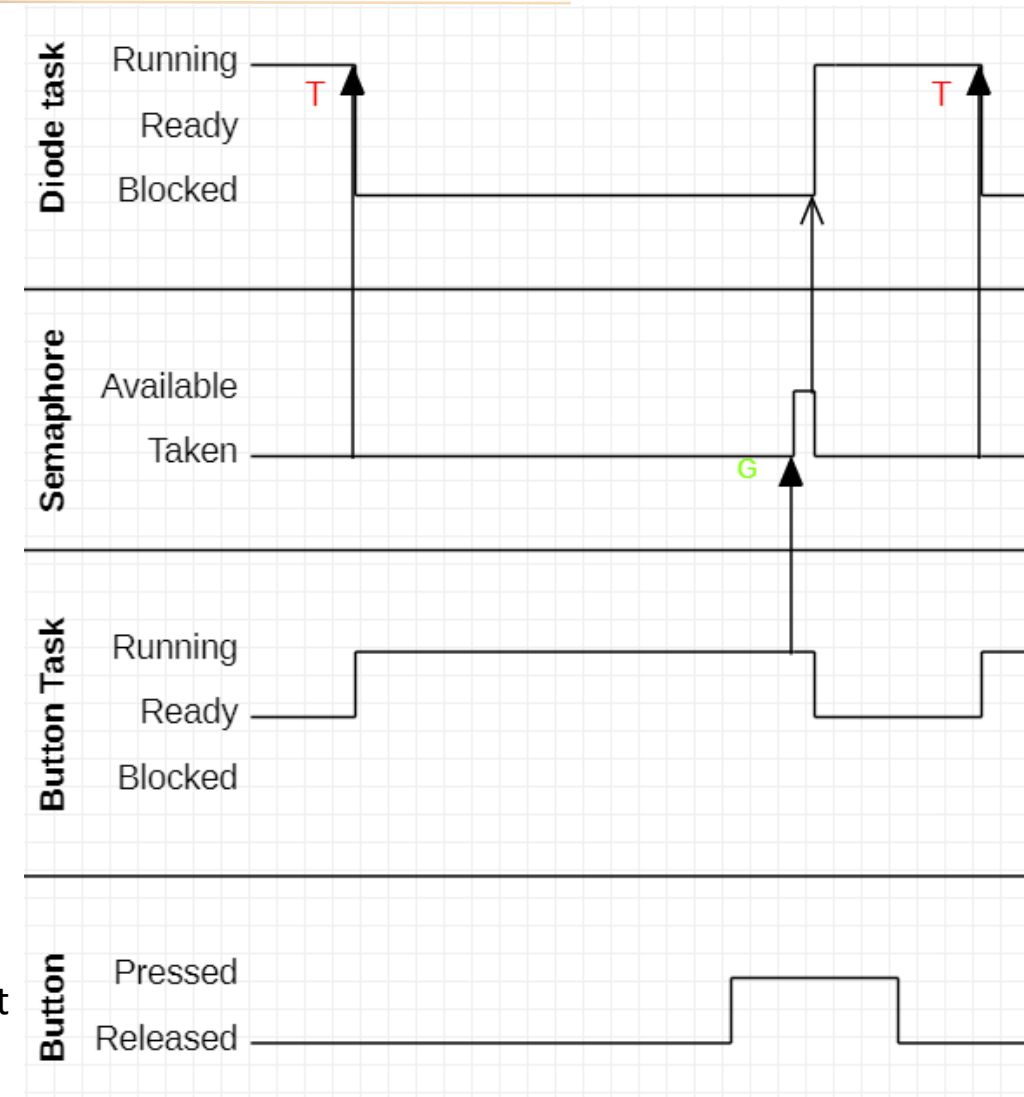 Diode task
Running
T
T
Ready
Blocked
Semaphore
Available
Taken
G
Button Task
Running
Ready
Blocked
Button
Pressed
t
Released